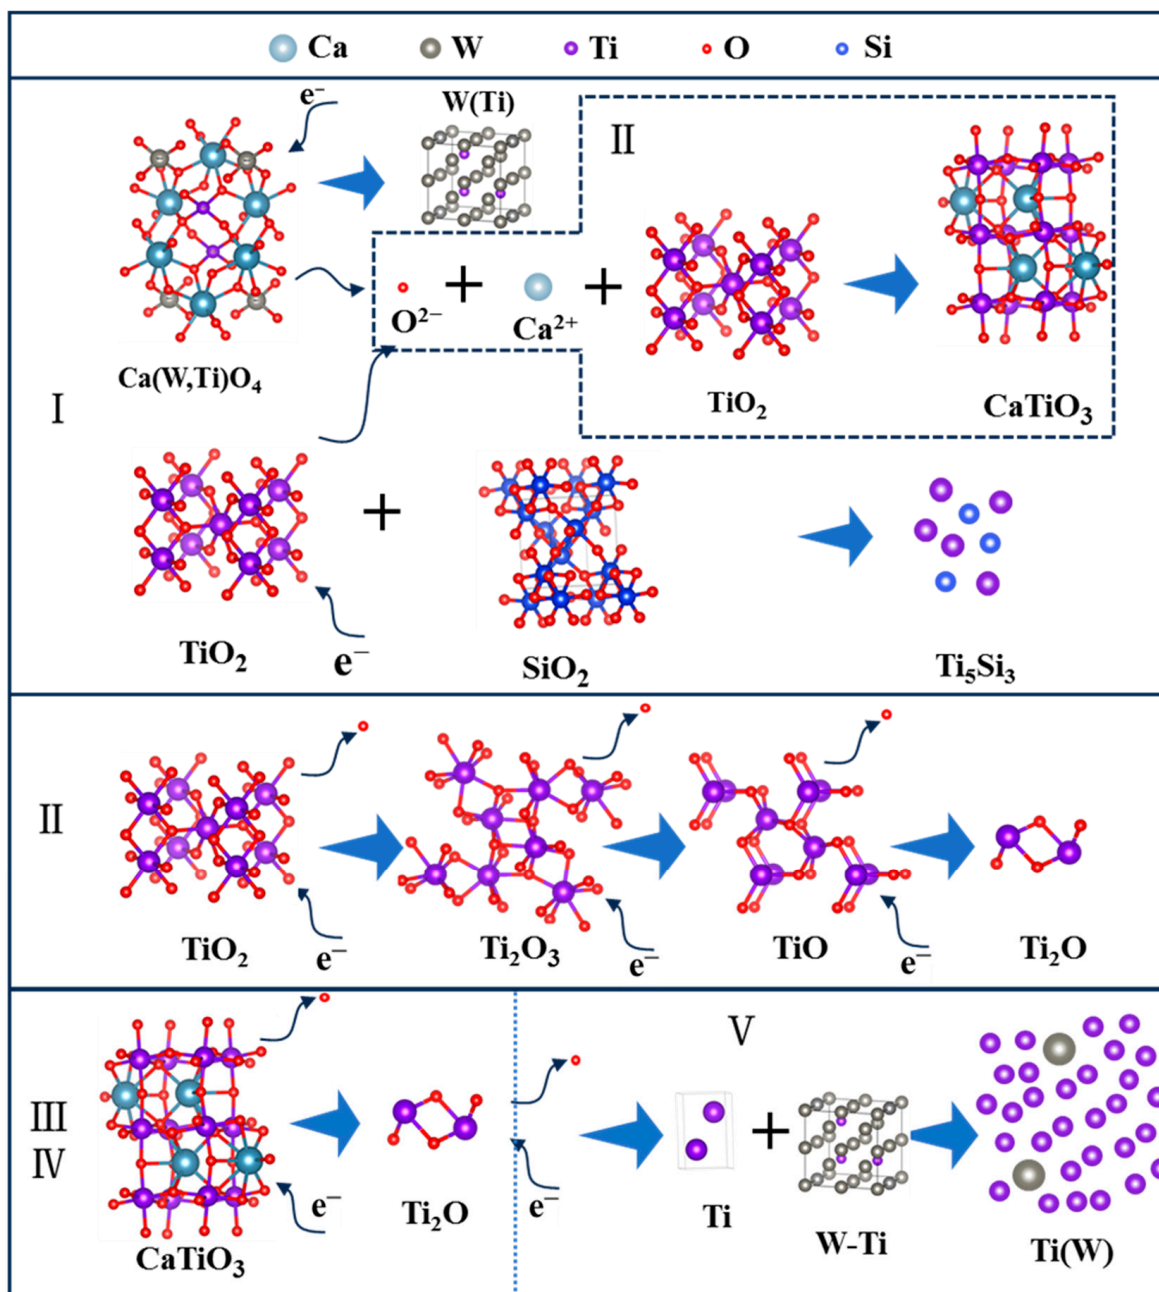 Ca W Ti O Si
e⁻
W(Ti)
II
+ +
O²⁻ Ca²⁺
Ca(W,Ti)O₄
TiO₂
CaTiO₃
I
+
TiO₂ e⁻ SiO₂ Ti₅Si₃
II
TiO₂ e⁻ Ti₂O₃ e⁻ TiO e⁻ Ti₂O
V
III
IV
+
e⁻ Ti₂O e⁻ Ti W-Ti Ti(W)
CaTiO₃